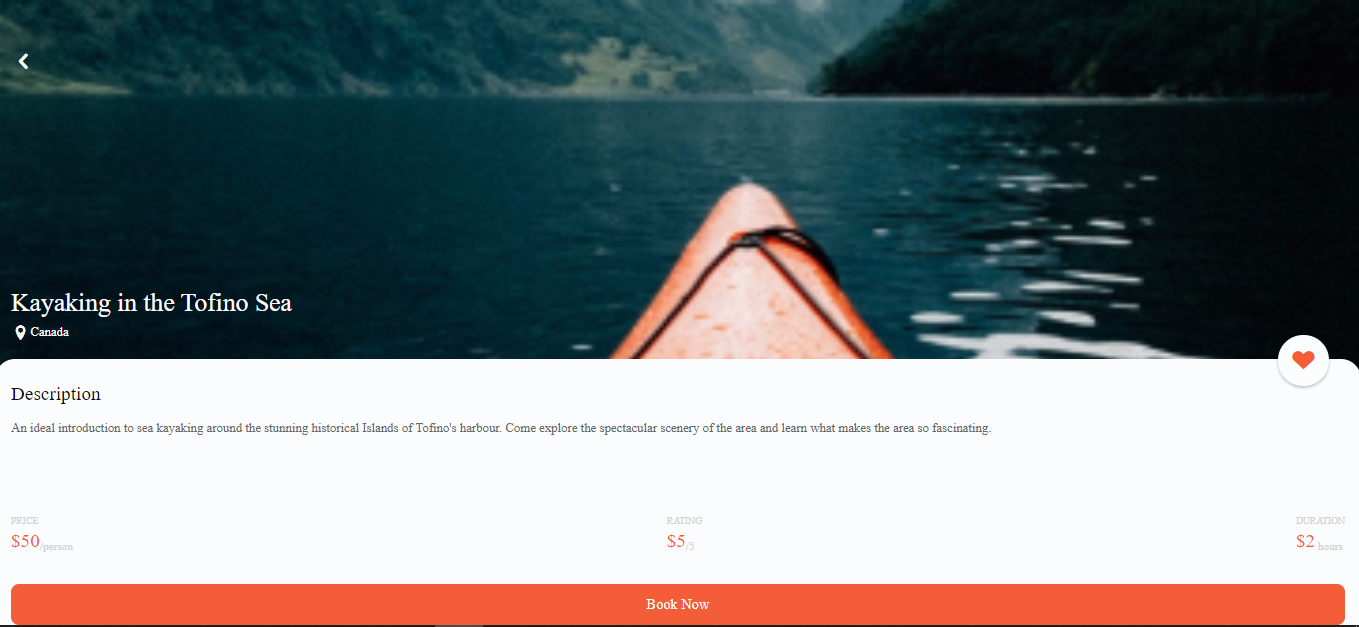 Kayaking in the Tofino Sea
Canada
Description
An ideal introduction to sea kayaking around the stunning historical Islands of Tofino's harbour. Come explore the spectacular scenery of the area and learn what makes the area so fascinating.
PRICE RATING DURATION
$50/person $5/5 $2 hours
Book Now